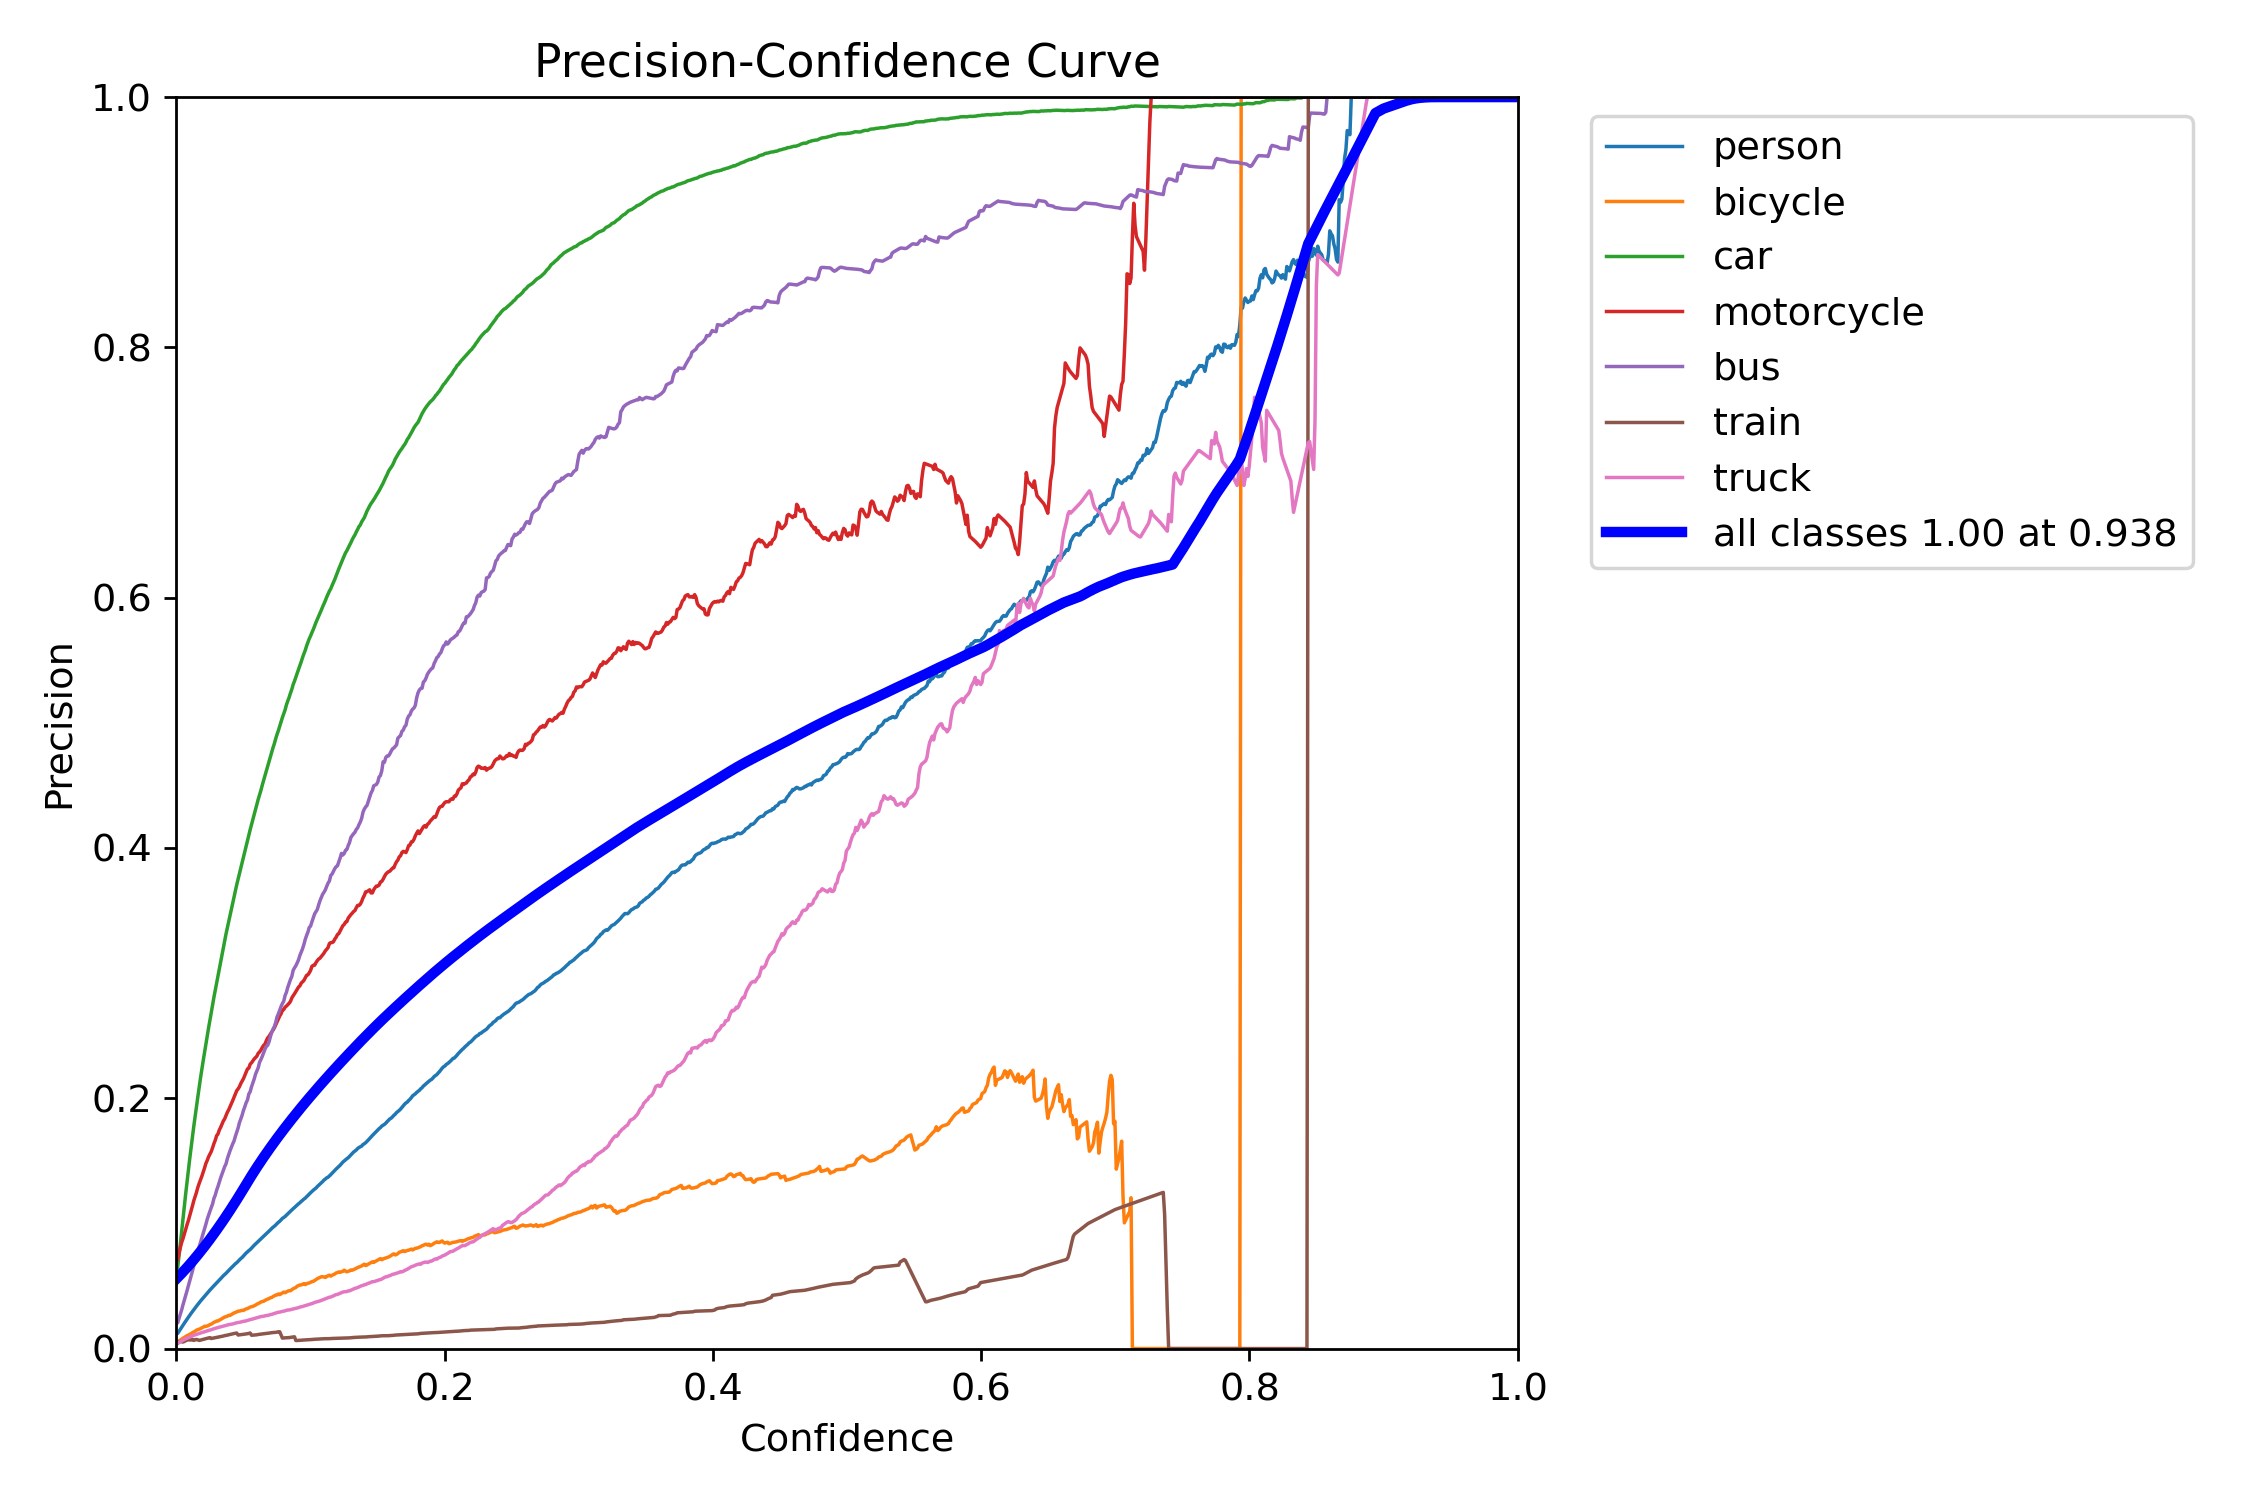 Precision-Confidence Curve
1.0
0.8
0.6
0.4
0.2
0.0
Precision
0.0 0.2 0.4 0.6 0.8 1.0
Confidence
person
bicycle
car
motorcycle
bus
train
truck
all classes 1.00 at 0.938